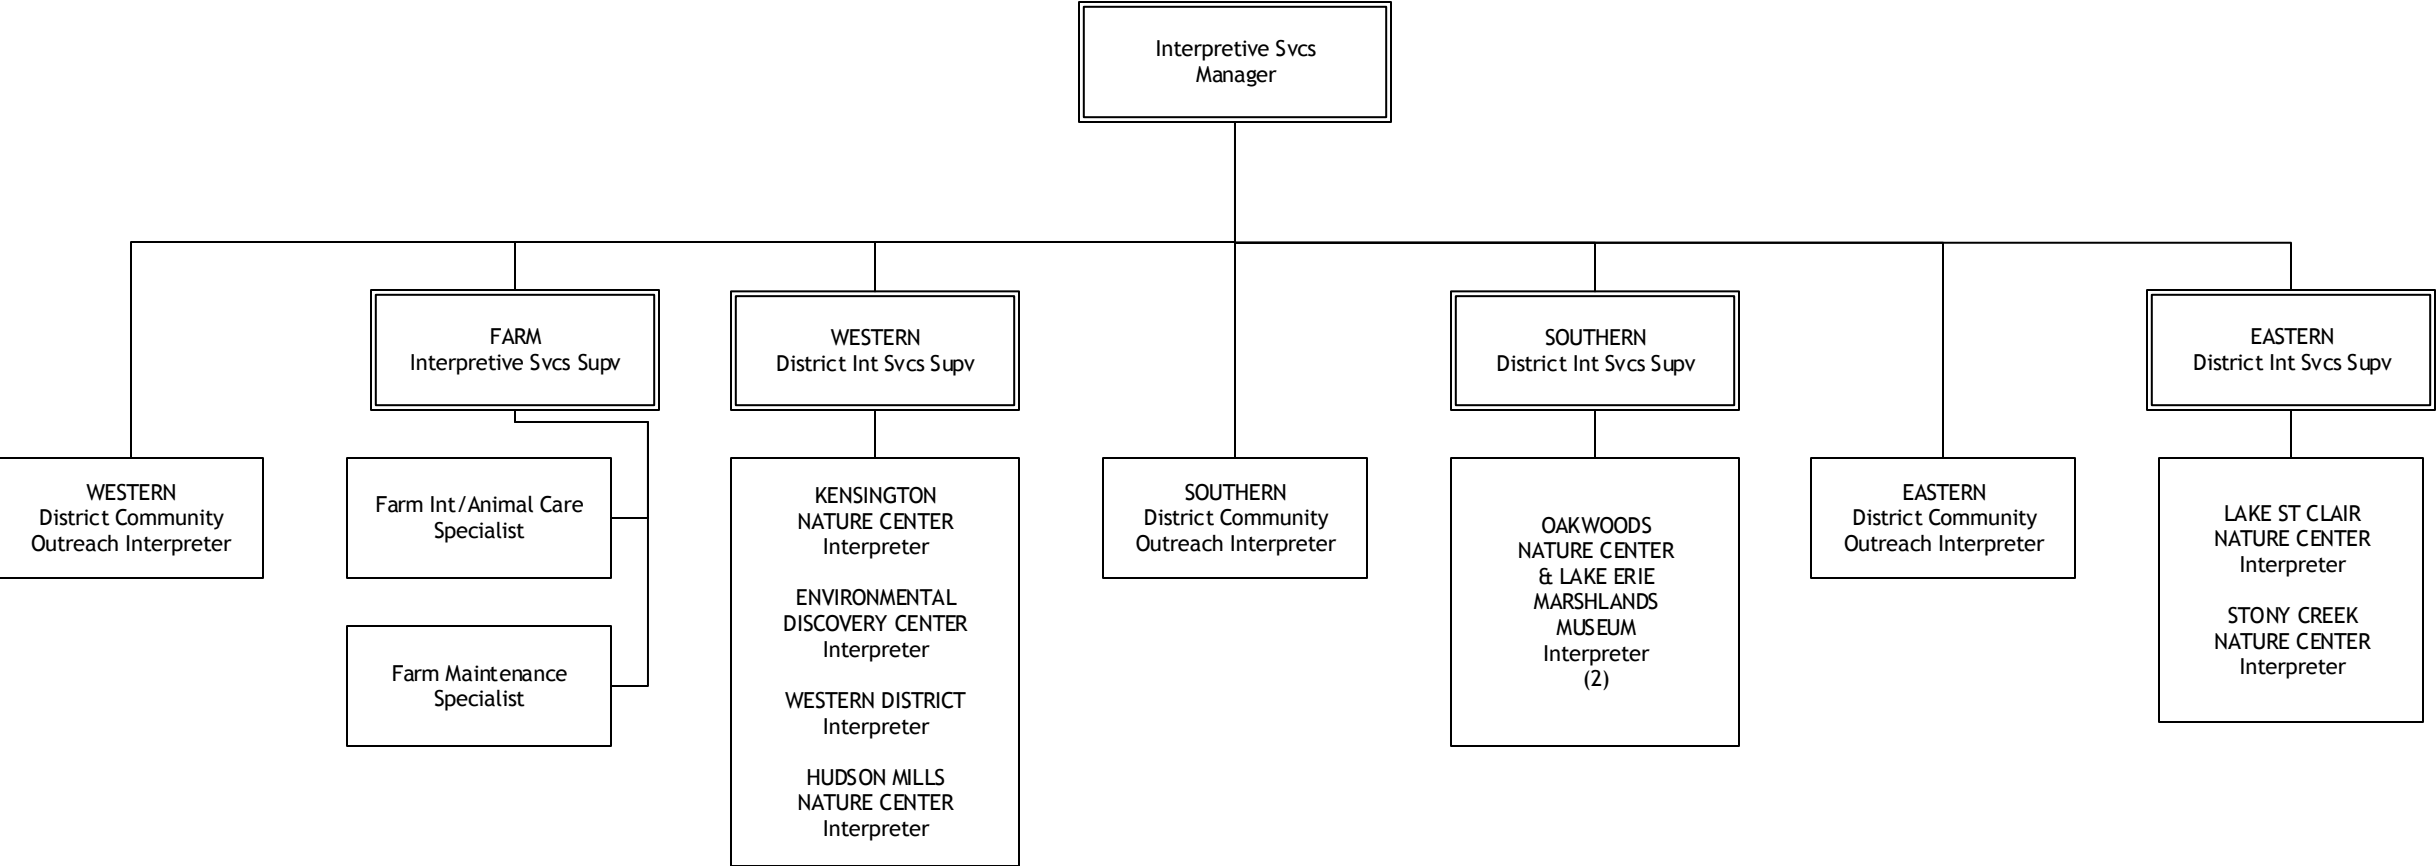 Interpretive Svcs
Manager
FARM
Interpretive Svcs Supv
WESTERN
District Int Svcs Supv
SOUTHERN
District Int Svcs Supv
EASTERN
District Int Svcs Supv
WESTERN
District Community
Outreach Interpreter
Farm Int/Animal Care
Specialist
Farm Maintenance
Specialist
KENSINGTON
NATURE CENTER
Interpreter
ENVIRONMENTAL
DISCOVERY CENTER
Interpreter
WESTERN DISTRICT
Interpreter
HUDSON MILLS
NATURE CENTER
Interpreter
SOUTHERN
District Community
Outreach Interpreter
OAKWOODS
NATURE CENTER
& LAKE ERIE
MARSHLANDS
MUSEUM
Interpreter
(2)
EASTERN
District Community
Outreach Interpreter
LAKE ST CLAIR
NATURE CENTER
Interpreter
STONY CREEK
NATURE CENTER
Interpreter